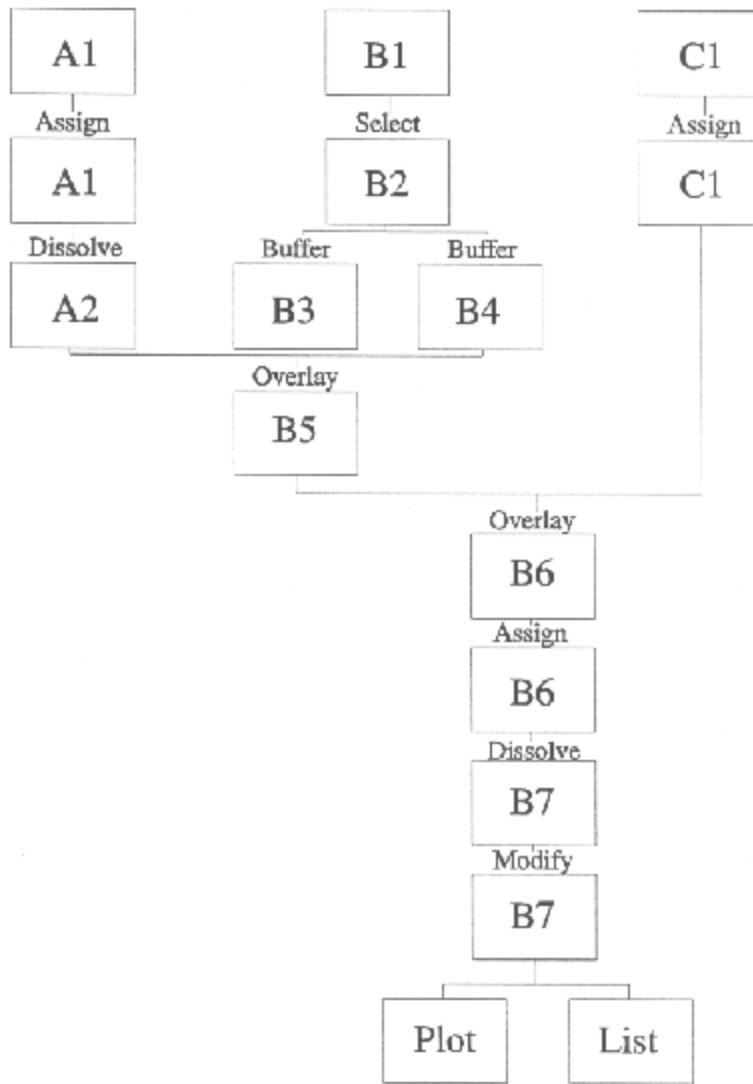 A1 B1 C1
Assign Select Assign
A1 B2 C1
Dissolve Buffer Buffer
A2 B3 B4
Overlay
B5
Overlay
B6
Assign
B6
Dissolve
B7
Modify
B7
Plot List